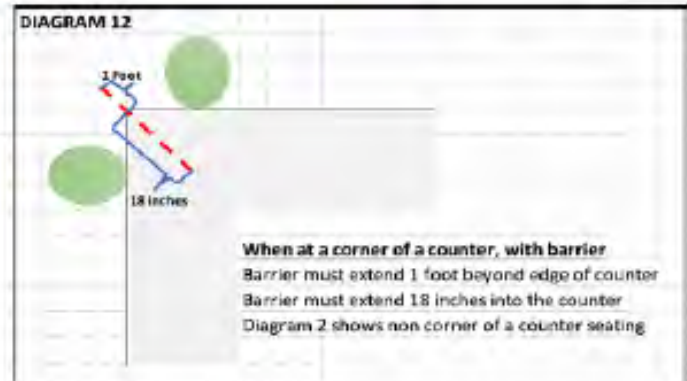 DIAGRAM 12
1 Foot
18 inches
When at a corner of a counter, with barrier
Barrier must extend 1 foot beyond edge of counter
Barrier must extend 18 inches into the counter
Diagram 2 shows non corner of a counter seating